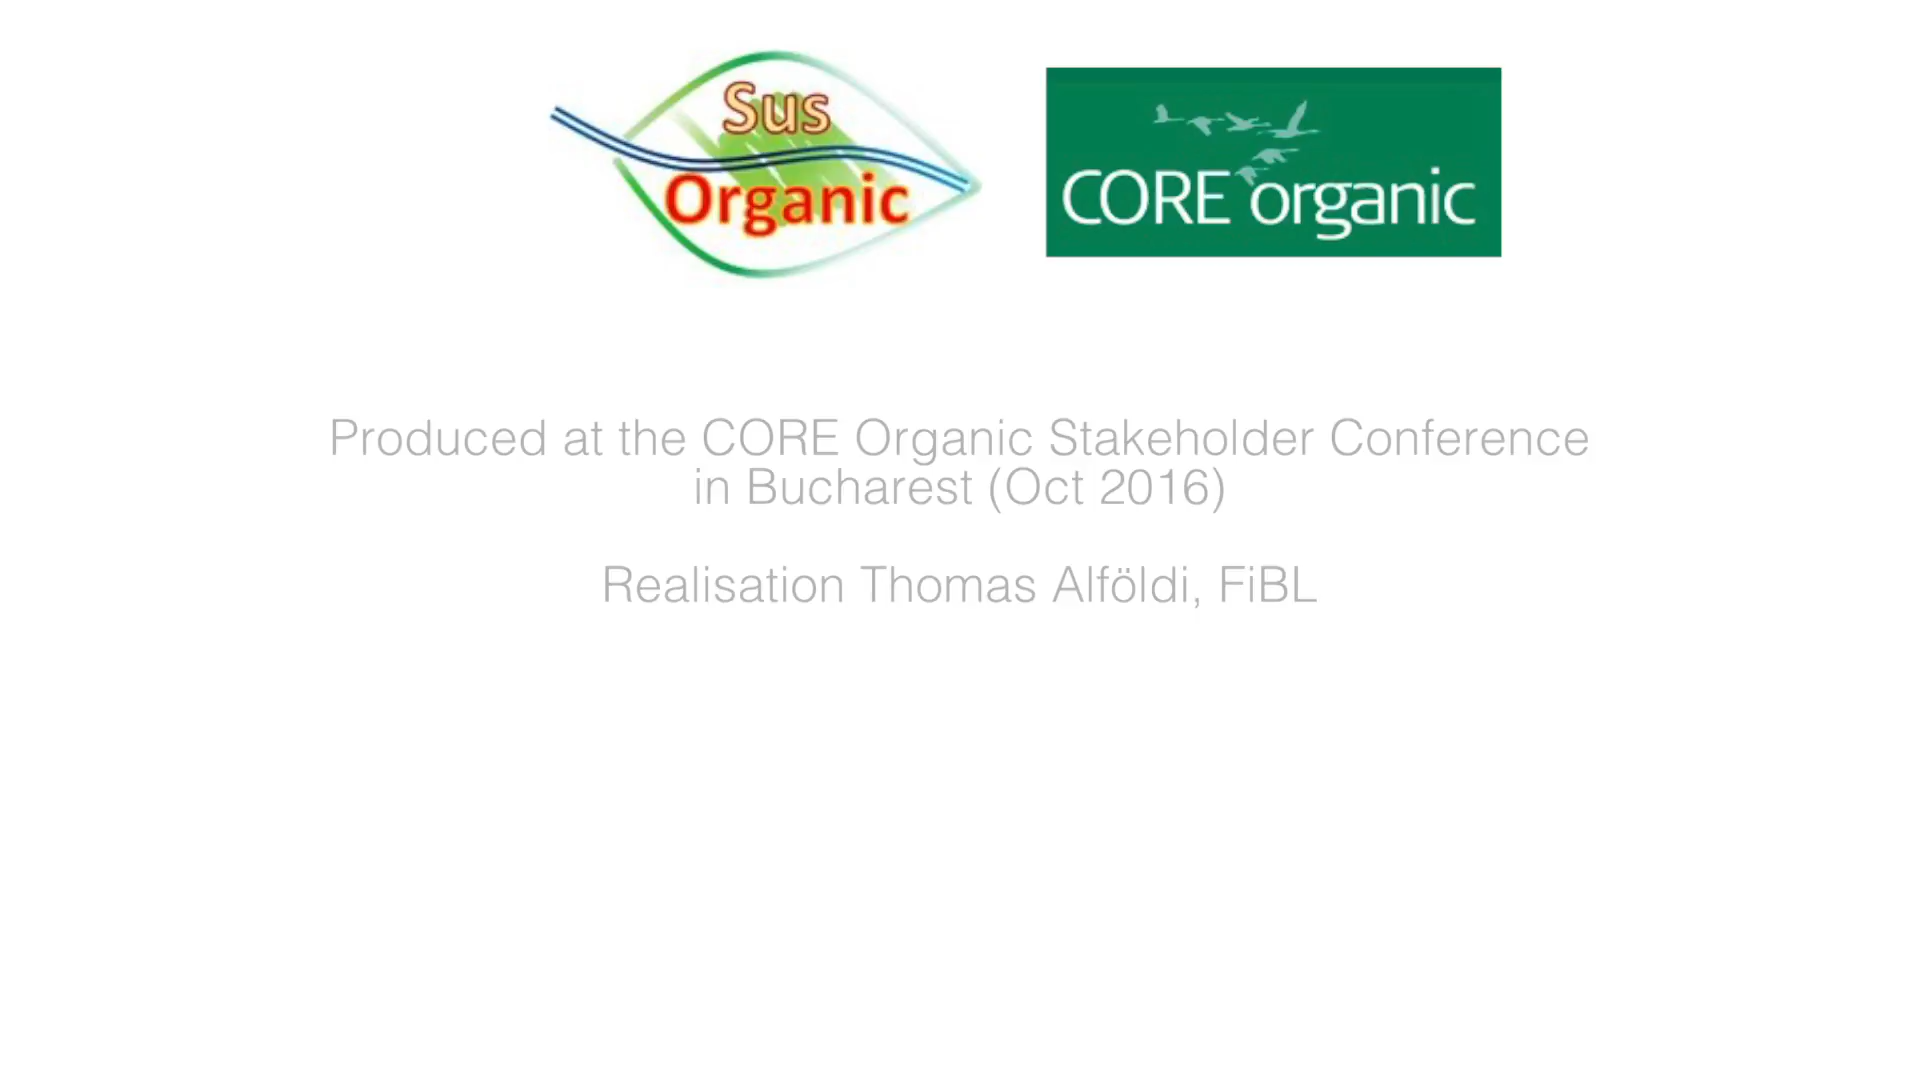 Sus
Organic
CORE organic
Produced at the CORE Organic Stakeholder Conference
in Bucharest (Oct 2016)
Realisation Thomas Alföldi, FiBL